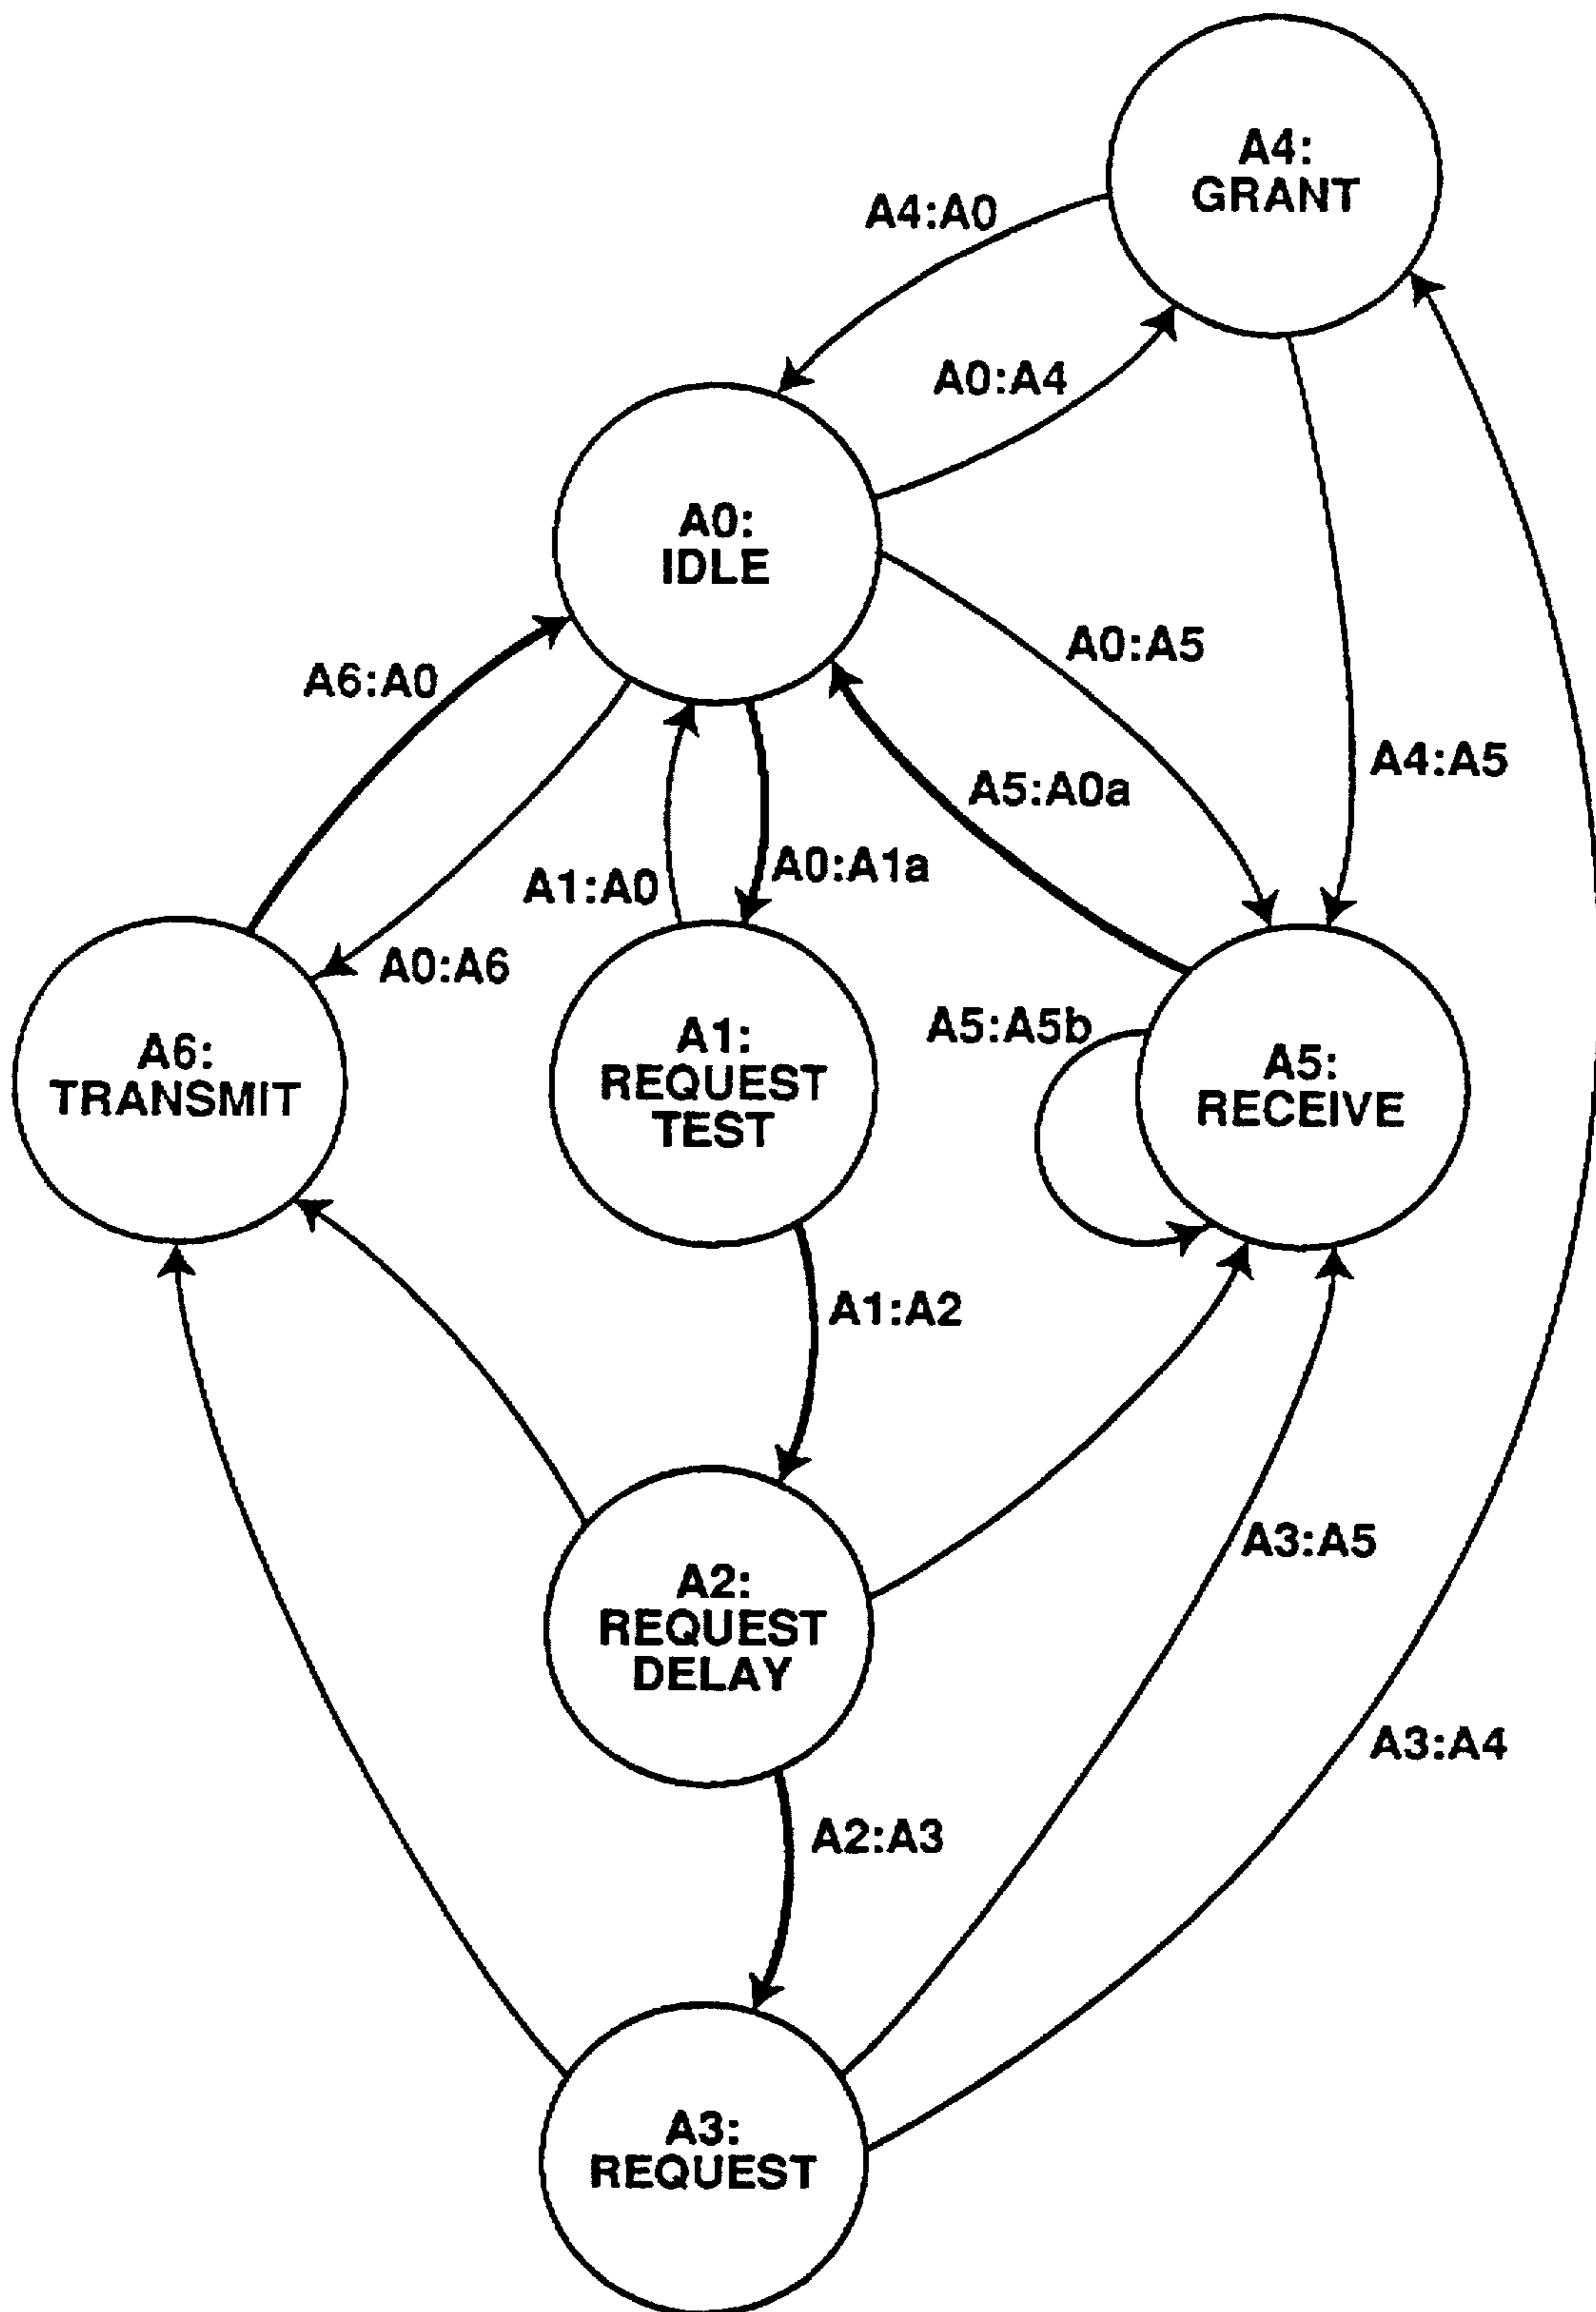 A4:
GRANT
A4:A0
A0:A4
A0:
IDLE
A0:A5
A6:A0
A4:A5
A5:A0a
A0:A1a
A1:A0
A0:A6
A5:A5b
A6:
TRANSMIT
A1:
REQUEST
TEST
A5:
RECEIVE
A1:A2
A3:A5
A2:
REQUEST
DELAY
A3:A4
A2:A3
A3:
REQUEST